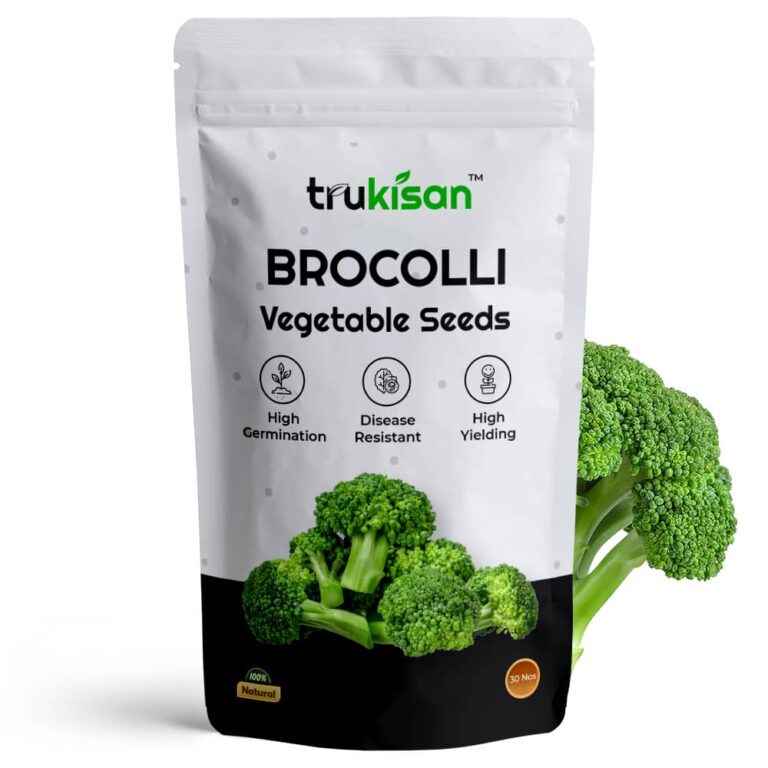 trukisan™
BROCOLLI
Vegetable Seeds
High
Germination
Disease
Resistant
High
Yielding
100%
Natural
30 Nos